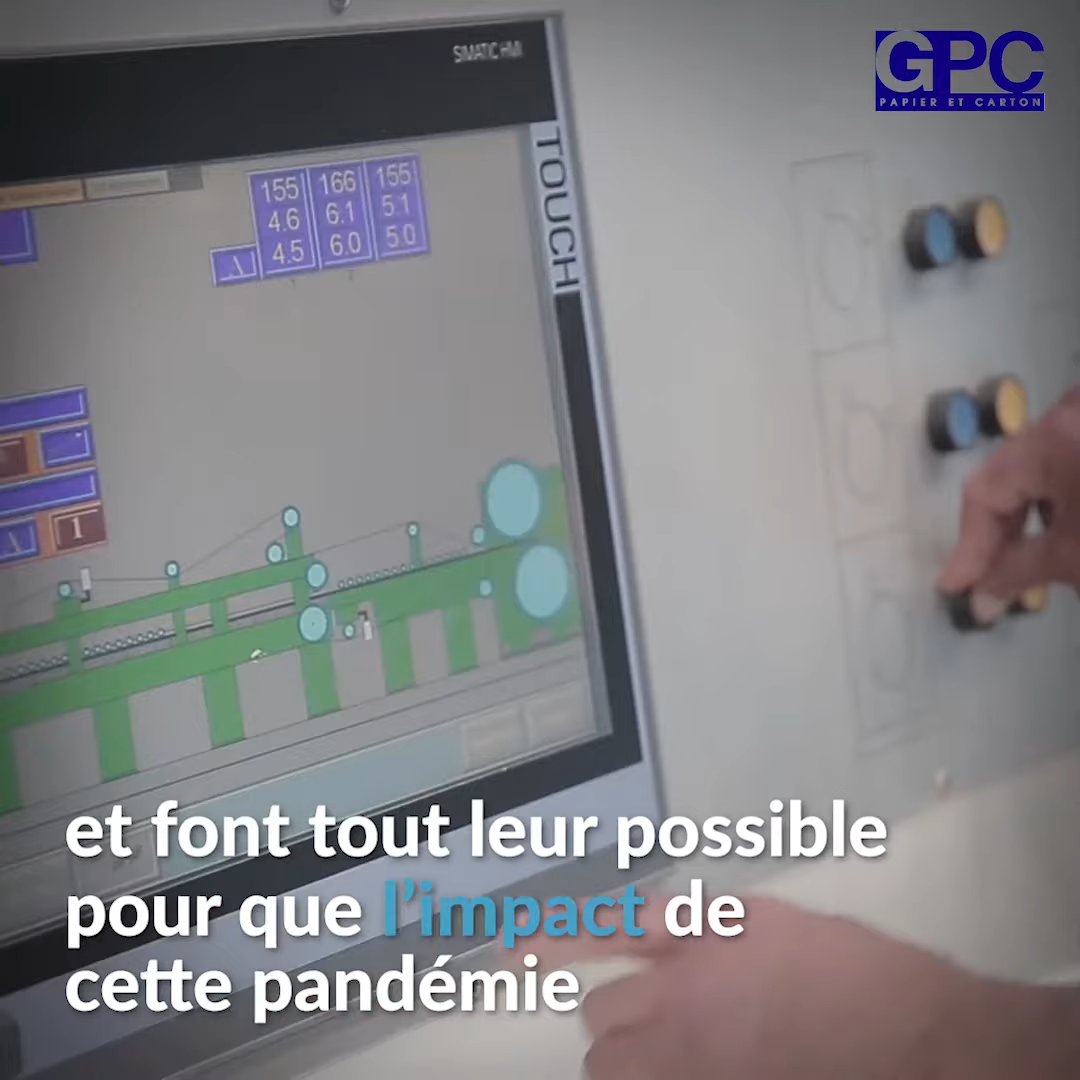 SIMATIC HMI
GPC
PAPIER ET CARTON
TOUCH
155 166 155
4.6 6.1 5.1
A 4.5 6.0 5.0
A 1
et font tout leur possible
pour que l’impact de
cette pandémie